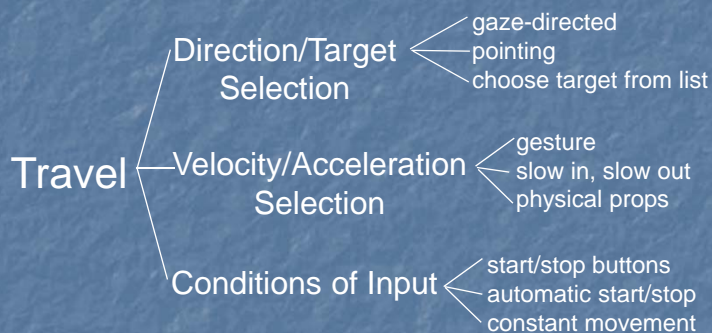 Travel
Direction/Target
Selection
gaze-directed
pointing
choose target from list
Velocity/Acceleration
Selection
gesture
slow in, slow out
physical props
Conditions of Input
start/stop buttons
automatic start/stop
constant movement